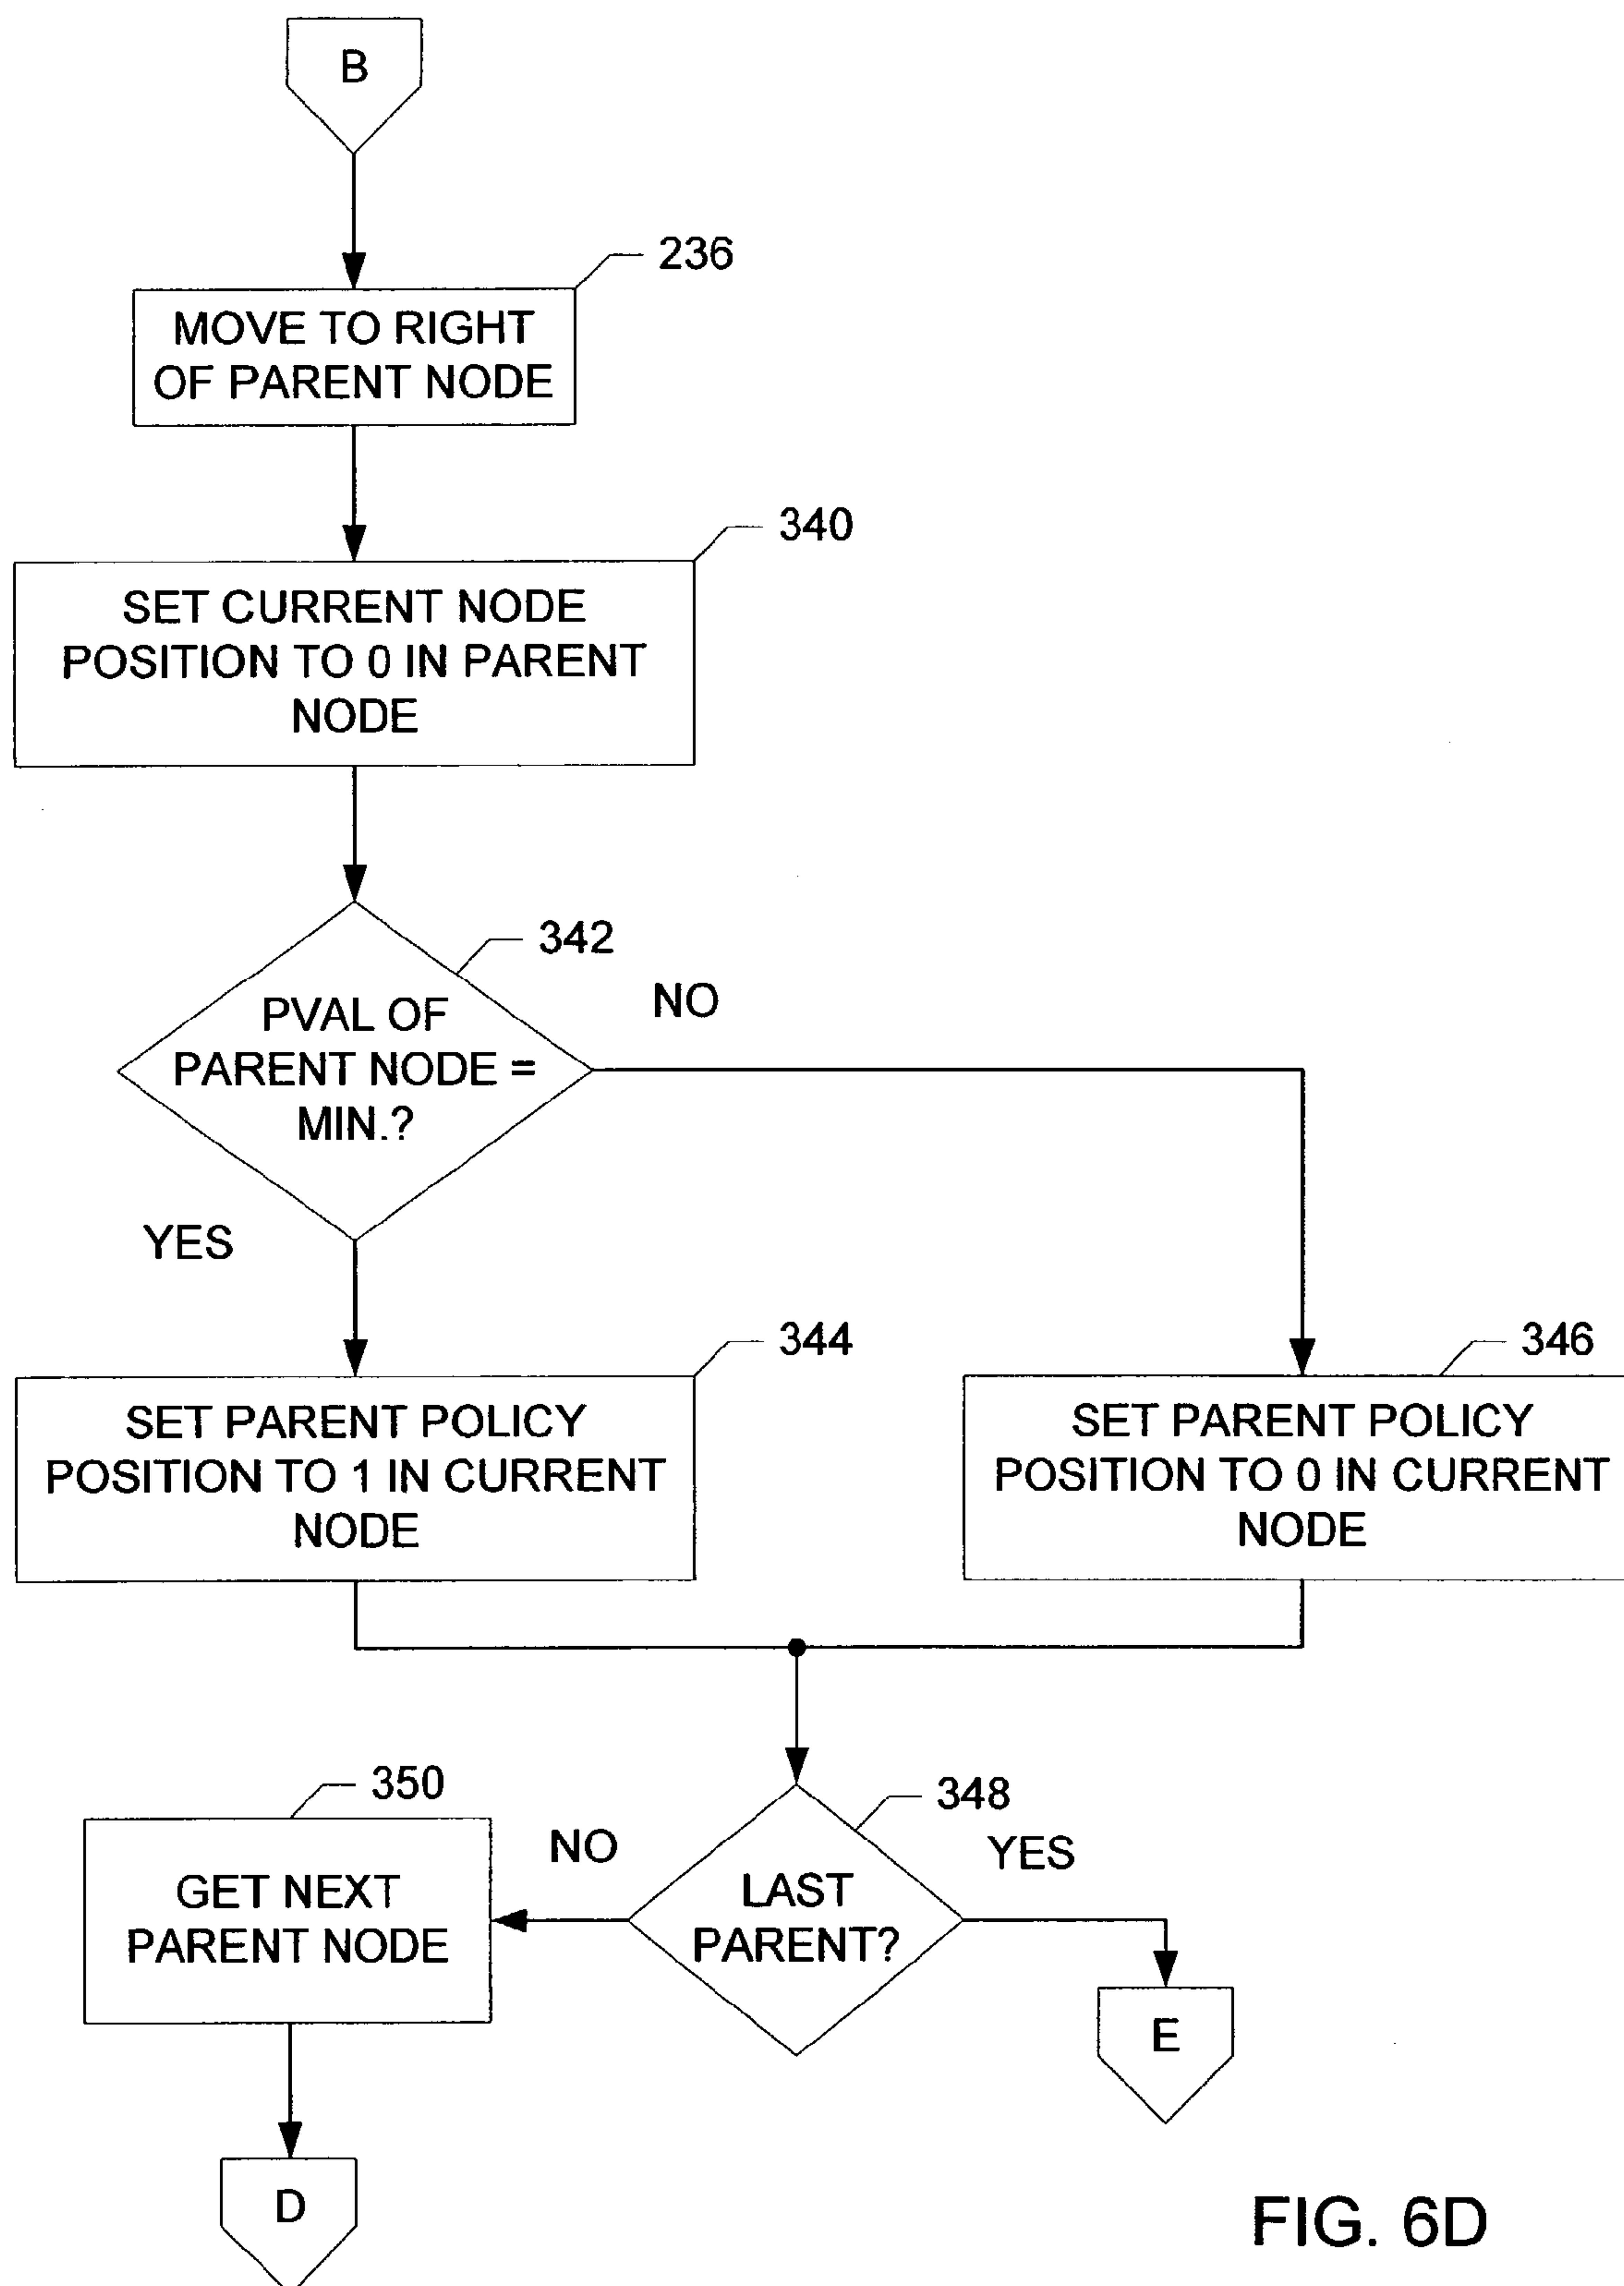 B
236
MOVE TO RIGHT
OF PARENT NODE
340
SET CURRENT NODE
POSITION TO 0 IN PARENT
NODE
342
PVAL OF
PARENT NODE =
MIN.?
NO
YES
344
SET PARENT POLICY
POSITION TO 1 IN CURRENT
NODE
346
SET PARENT POLICY
POSITION TO 0 IN CURRENT
NODE
350
GET NEXT
PARENT NODE
NO
348
LAST
PARENT?
YES
E
D
FIG. 6D